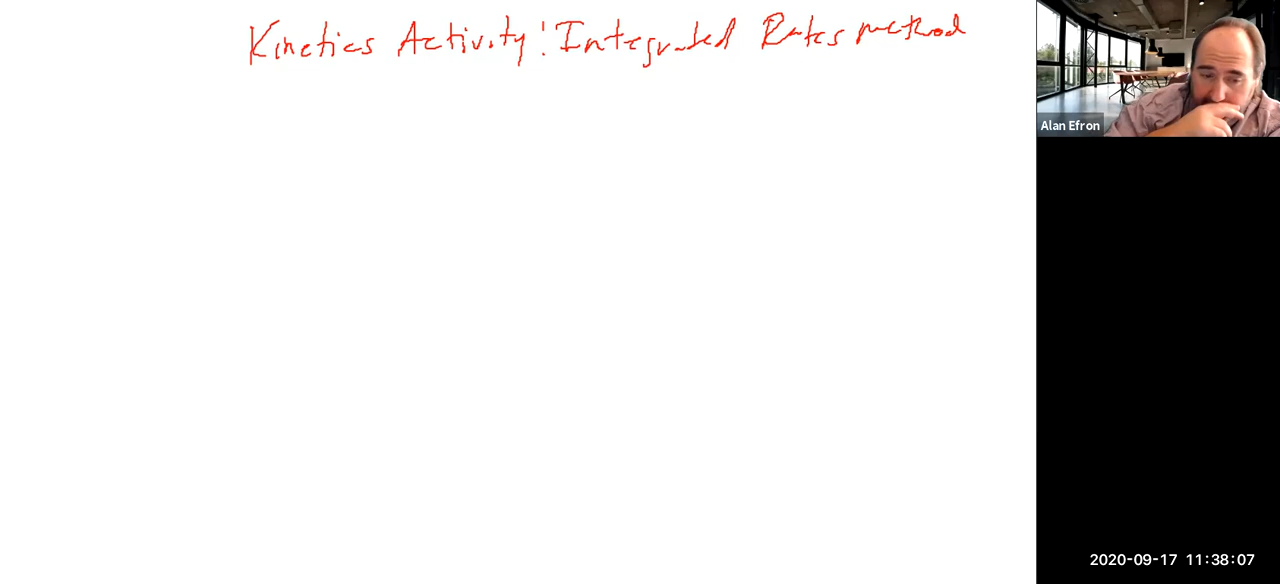 Kinetics Activity: Integrated Rates method
Alan Efron
2020-09-17 11:38:07